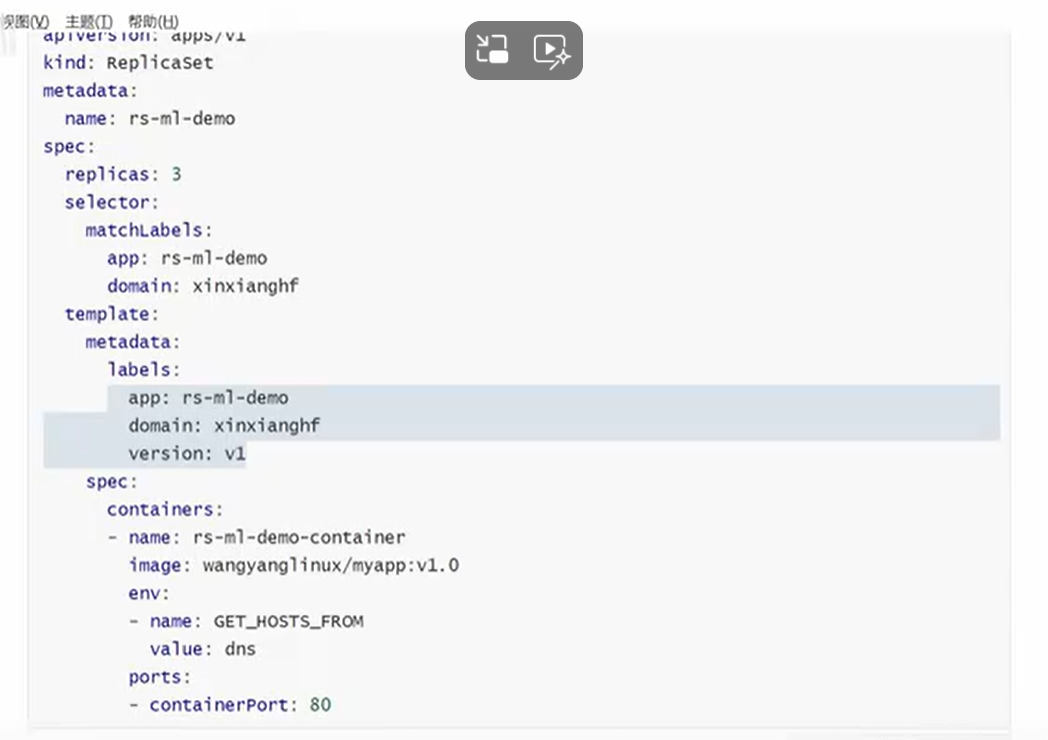 视图(V) 主题(T) 帮助(H)
apiVersion: apps/v1
kind: ReplicaSet
metadata:
  name: rs-ml-demo
spec:
  replicas: 3
  selector:
    matchLabels:
      app: rs-ml-demo
      domain: xinxianghf
  template:
    metadata:
      labels:
        app: rs-ml-demo
        domain: xinxianghf
        version: v1
    spec:
      containers:
      - name: rs-ml-demo-container
        image: wangyanglinux/myapp:v1.0
        env:
        - name: GET_HOSTS_FROM
          value: dns
        ports:
        - containerPort: 80